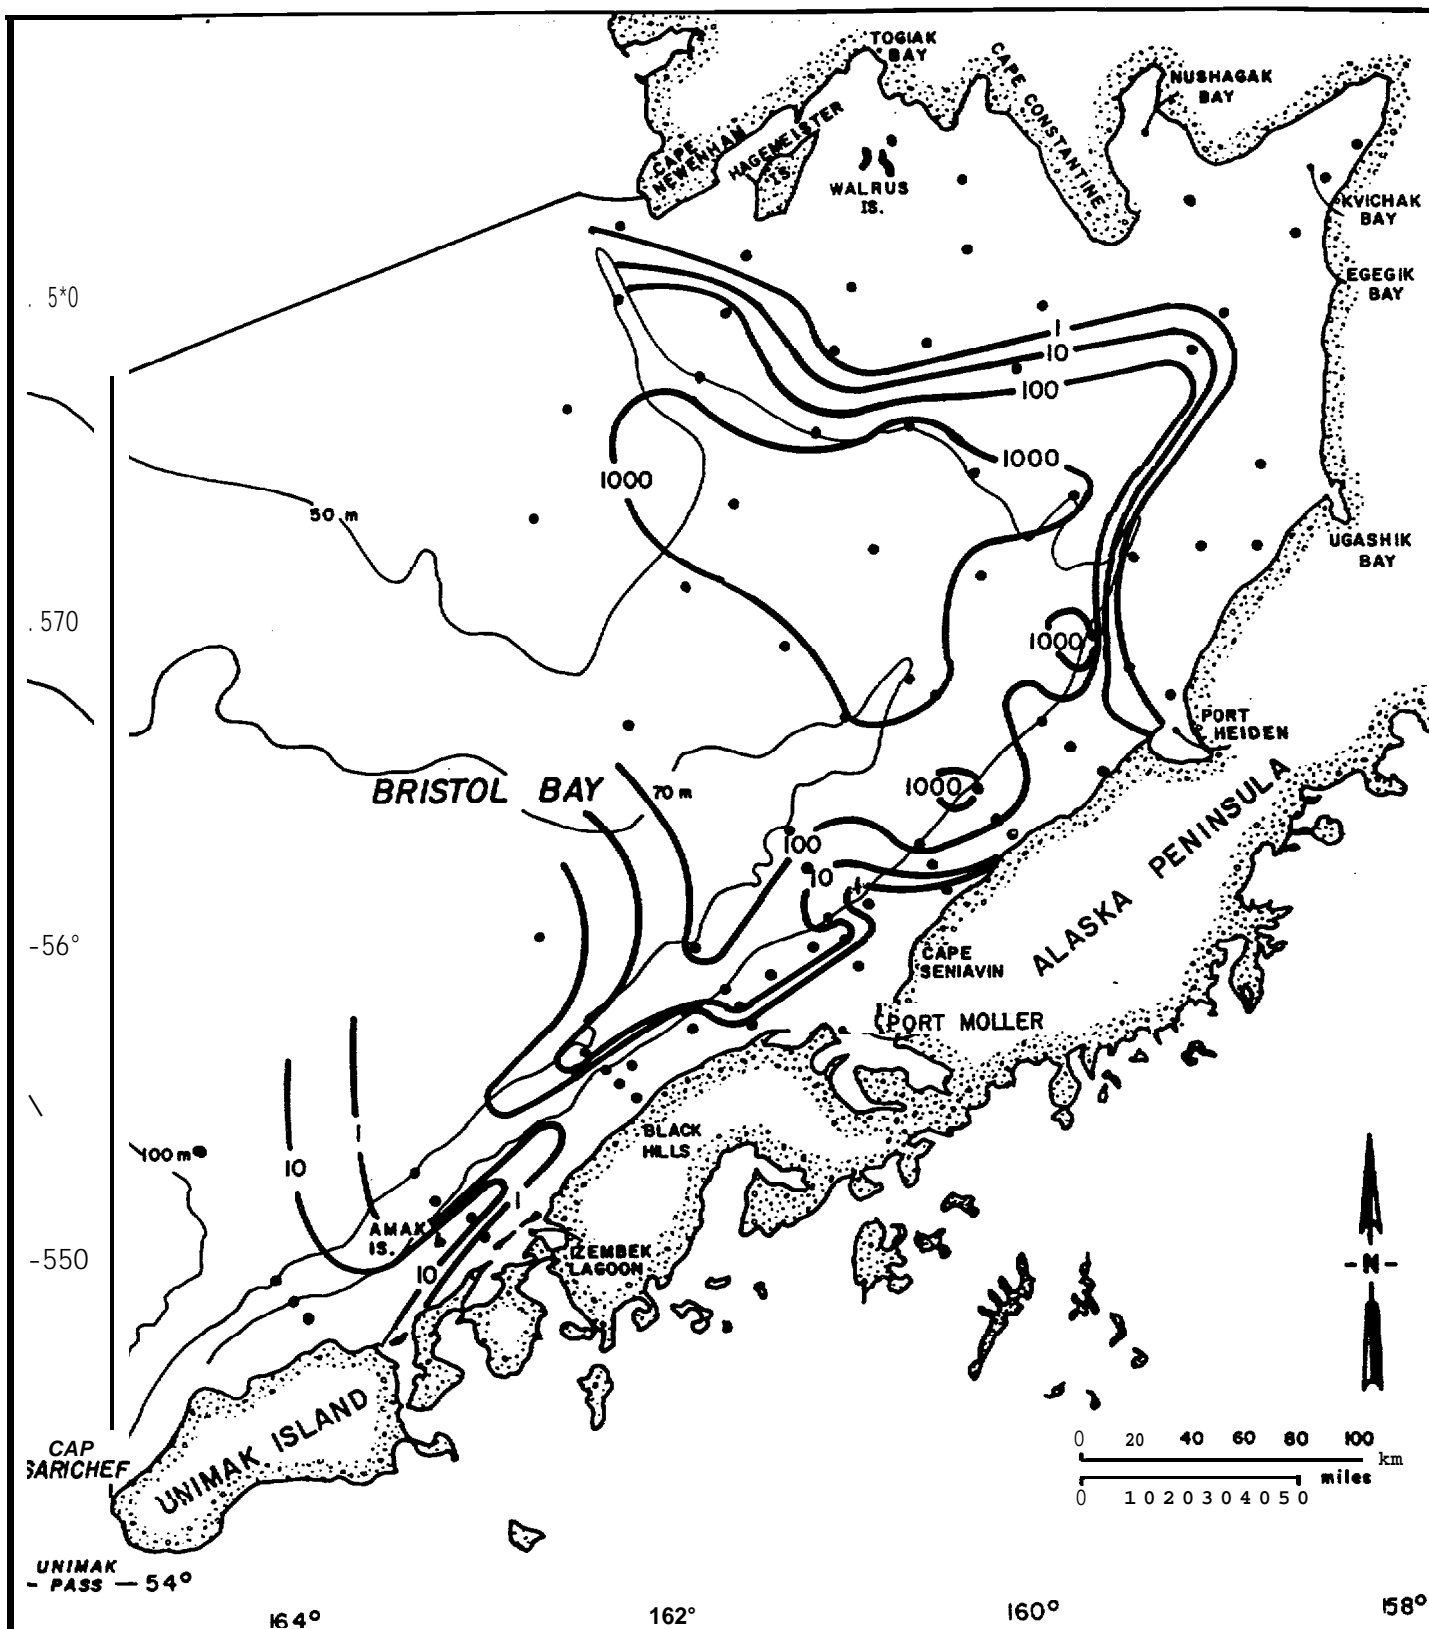 TOGIAK
BAY
CAPE CONSTANTINE
NUSHAGAK
BAY
CAPE
NEWENHAM
HAGEMEISTER
IS.
WALRUS
IS.
KVICHAK
BAY
. 5*0
EGEGIK
BAY
1
10
100
1000
1000
50 m
UGASHIK
BAY
. 570
1000
PORT
HEIDEN
BRISTOL BAY
70 m
1000
100
10
1
ALASKA PENINSULA
-56°
CAPE
SENIAVIN
PORT MOLLER
BLACK
HILLS
100 m
10
1
AMAK
IS.
IZEMBEK
LAGOON
-550
10
-N-
UNIMAK ISLAND
CAP
SARICHEF
0 20 40 60 80 100
km
miles
0 1 0 2 0 3 0 4 0 5 0
UNIMAK
- PASS — 54°
164° 162° 160° 158°